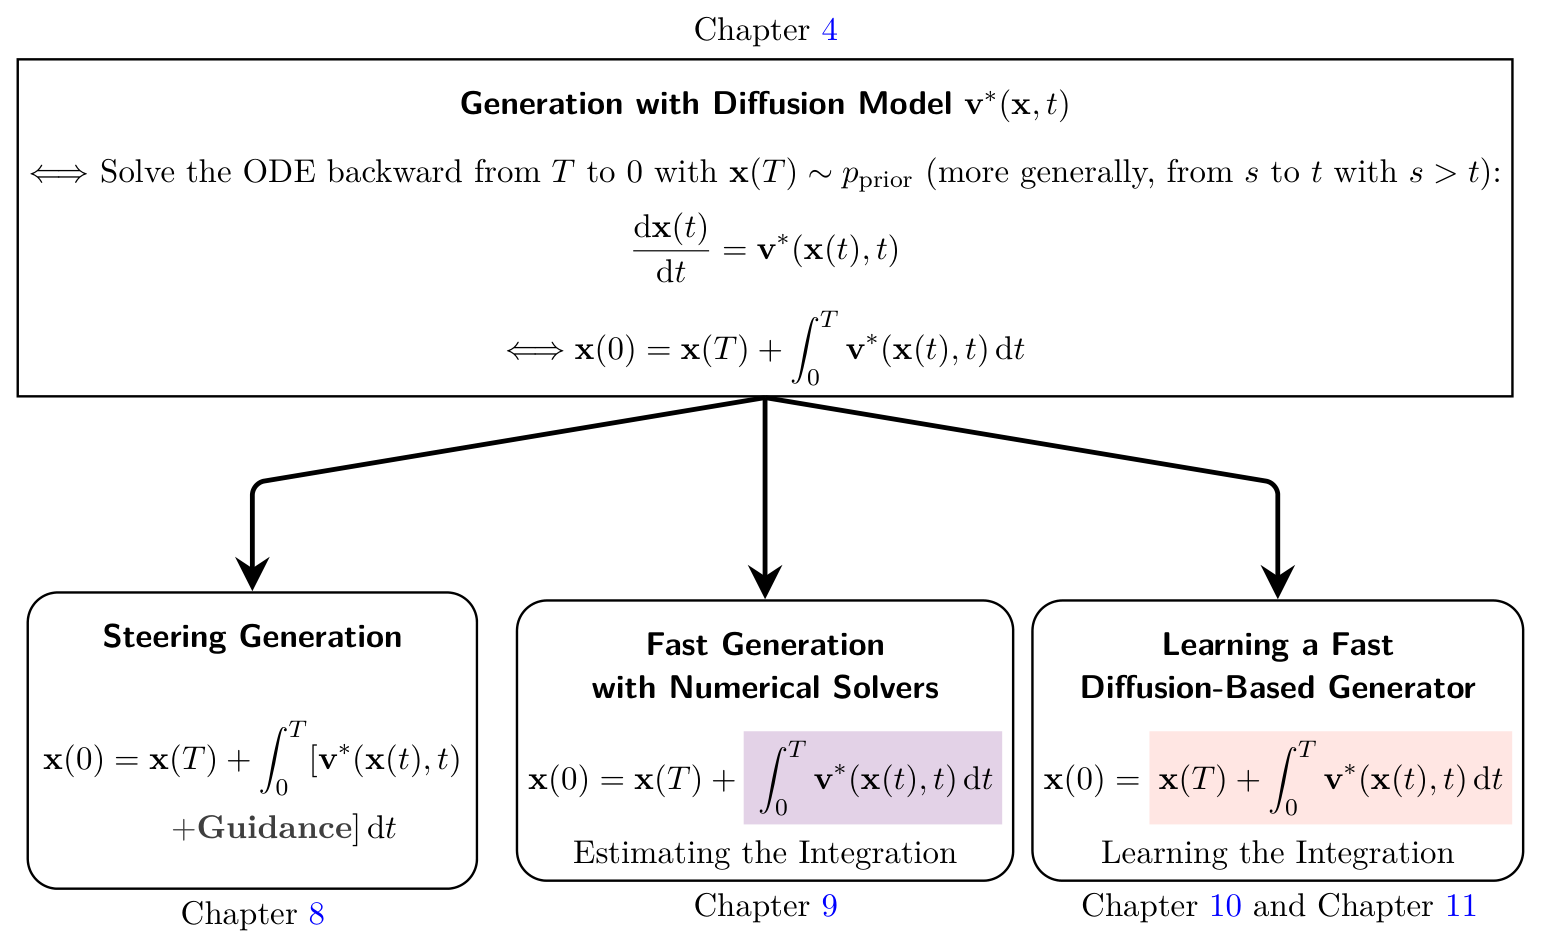 Chapter 4
Generation with Diffusion Model v*(x, t)
⟺ Solve the ODE backward from T to 0 with x(T) ∼ p_prior (more generally, from s to t with s > t):
dx(t)/dt = v*(x(t), t)
⟺ x(0) = x(T) + ∫_0^T v*(x(t), t) dt
Steering Generation
x(0) = x(T) + ∫_0^T [v*(x(t), t)
+Guidance] dt
Chapter 8
Fast Generation
with Numerical Solvers
x(0) = x(T) + ∫_0^T v*(x(t), t) dt
Estimating the Integration
Chapter 9
Learning a Fast
Diffusion-Based Generator
x(0) = x(T) + ∫_0^T v*(x(t), t) dt
Learning the Integration
Chapter 10 and Chapter 11